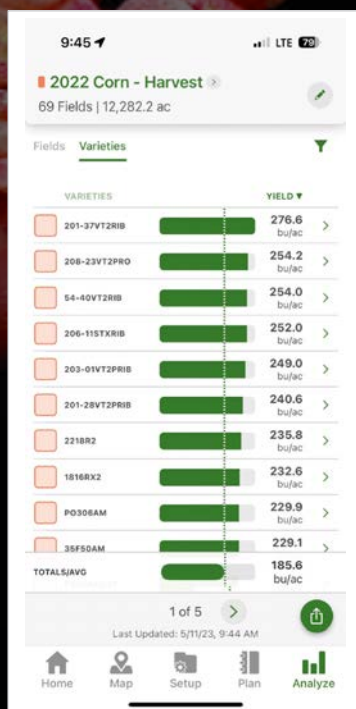 9:45
LTE 79
2022 Corn - Harvest
69 Fields | 12,282.2 ac
Fields Varieties
VARIETIES YIELD ▼
201-37VT2RIB 276.6
bu/ac
208-23VT2PRO 254.2
bu/ac
54-40VT2RIB 254.0
bu/ac
206-11STXRIB 252.0
bu/ac
203-01VT2PRIB 249.0
bu/ac
201-28VT2PRIB 240.6
bu/ac
2218R2 235.8
bu/ac
1816RX2 232.6
bu/ac
PO306AM 229.9
bu/ac
35F50AM 229.1
TOTALS/AVG 185.6
bu/ac
1 of 5
Last Updated: 5/11/23, 9:44 AM
Home Map Setup Plan Analyze